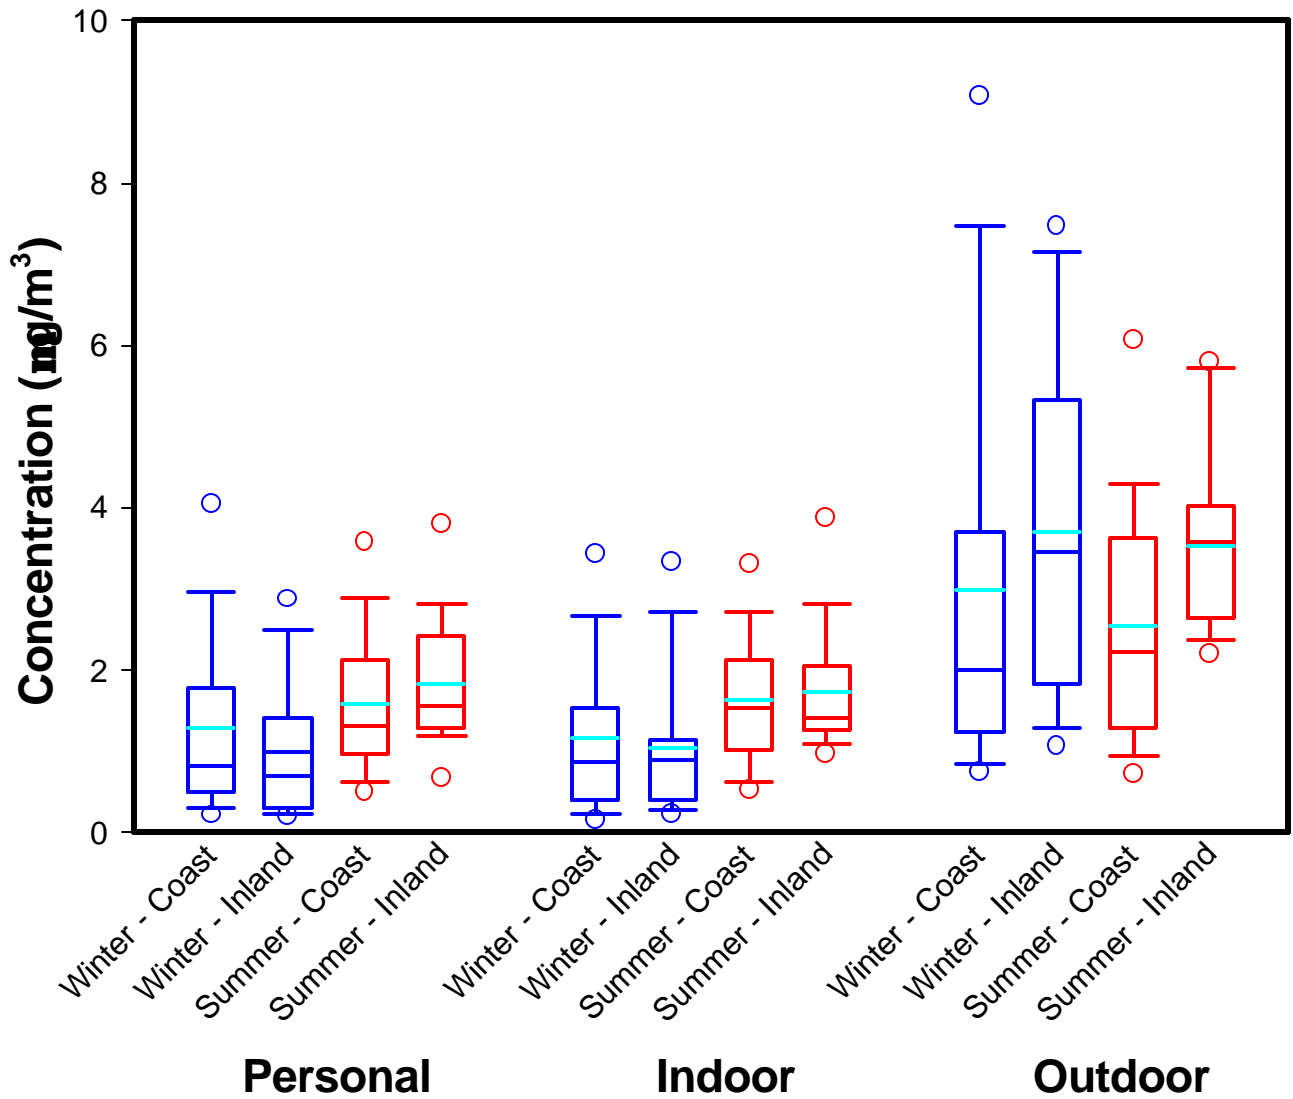 10
8
6
4
2
0
Concentration (mg/m³)
Winter - Coast
Winter - Inland
Summer - Coast
Summer - Inland
Winter - Coast
Winter - Inland
Summer - Coast
Summer - Inland
Winter - Coast
Winter - Inland
Summer - Coast
Summer - Inland
Personal
Indoor
Outdoor